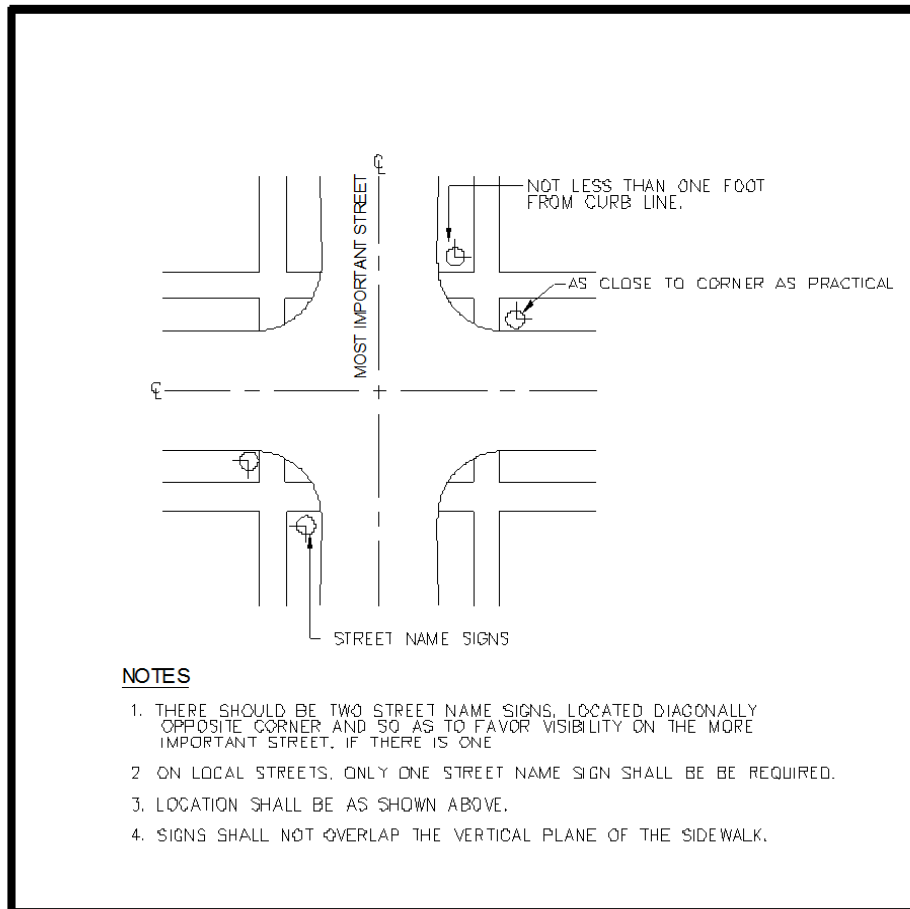 ℄
MOST IMPORTANT STREET
NOT LESS THAN ONE FOOT
FROM CURB LINE.
AS CLOSE TO CORNER AS PRACTICAL
℄
STREET NAME SIGNS
NOTES
1. THERE SHOULD BE TWO STREET NAME SIGNS, LOCATED DIAGONALLY
OPPOSITE CORNER AND SO AS TO FAVOR VISIBILITY ON THE MORE
IMPORTANT STREET, IF THERE IS ONE
2 ON LOCAL STREETS, ONLY ONE STREET NAME SIGN SHALL BE BE REQUIRED.
3. LOCATION SHALL BE AS SHOWN ABOVE.
4. SIGNS SHALL NOT OVERLAP THE VERTICAL PLANE OF THE SIDEWALK.